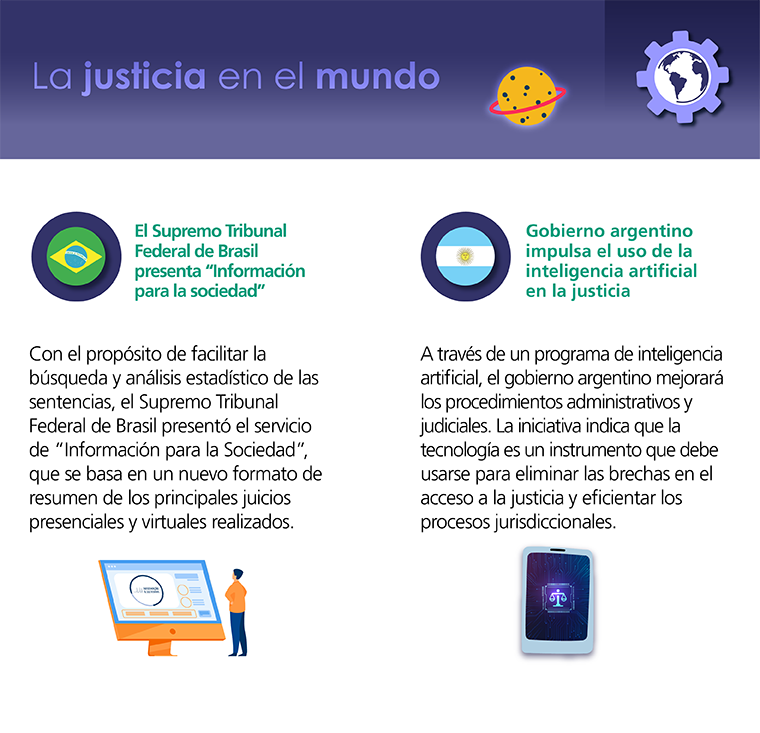 La justicia en el mundo
El Supremo Tribunal
Federal de Brasil
presenta “Información
para la sociedad”
Con el propósito de facilitar la
búsqueda y análisis estadístico de las
sentencias, el Supremo Tribunal
Federal de Brasil presentó el servicio
de “Información para la Sociedad”,
que se basa en un nuevo formato de
resumen de los principales juicios
presenciales y virtuales realizados.
Gobierno argentino
impulsa el uso de la
inteligencia artificial
en la justicia
A través de un programa de inteligencia
artificial, el gobierno argentino mejorará
los procedimientos administrativos y
judiciales. La iniciativa indica que la
tecnología es un instrumento que debe
usarse para eliminar las brechas en el
acceso a la justicia y eficientar los
procesos jurisdiccionales.